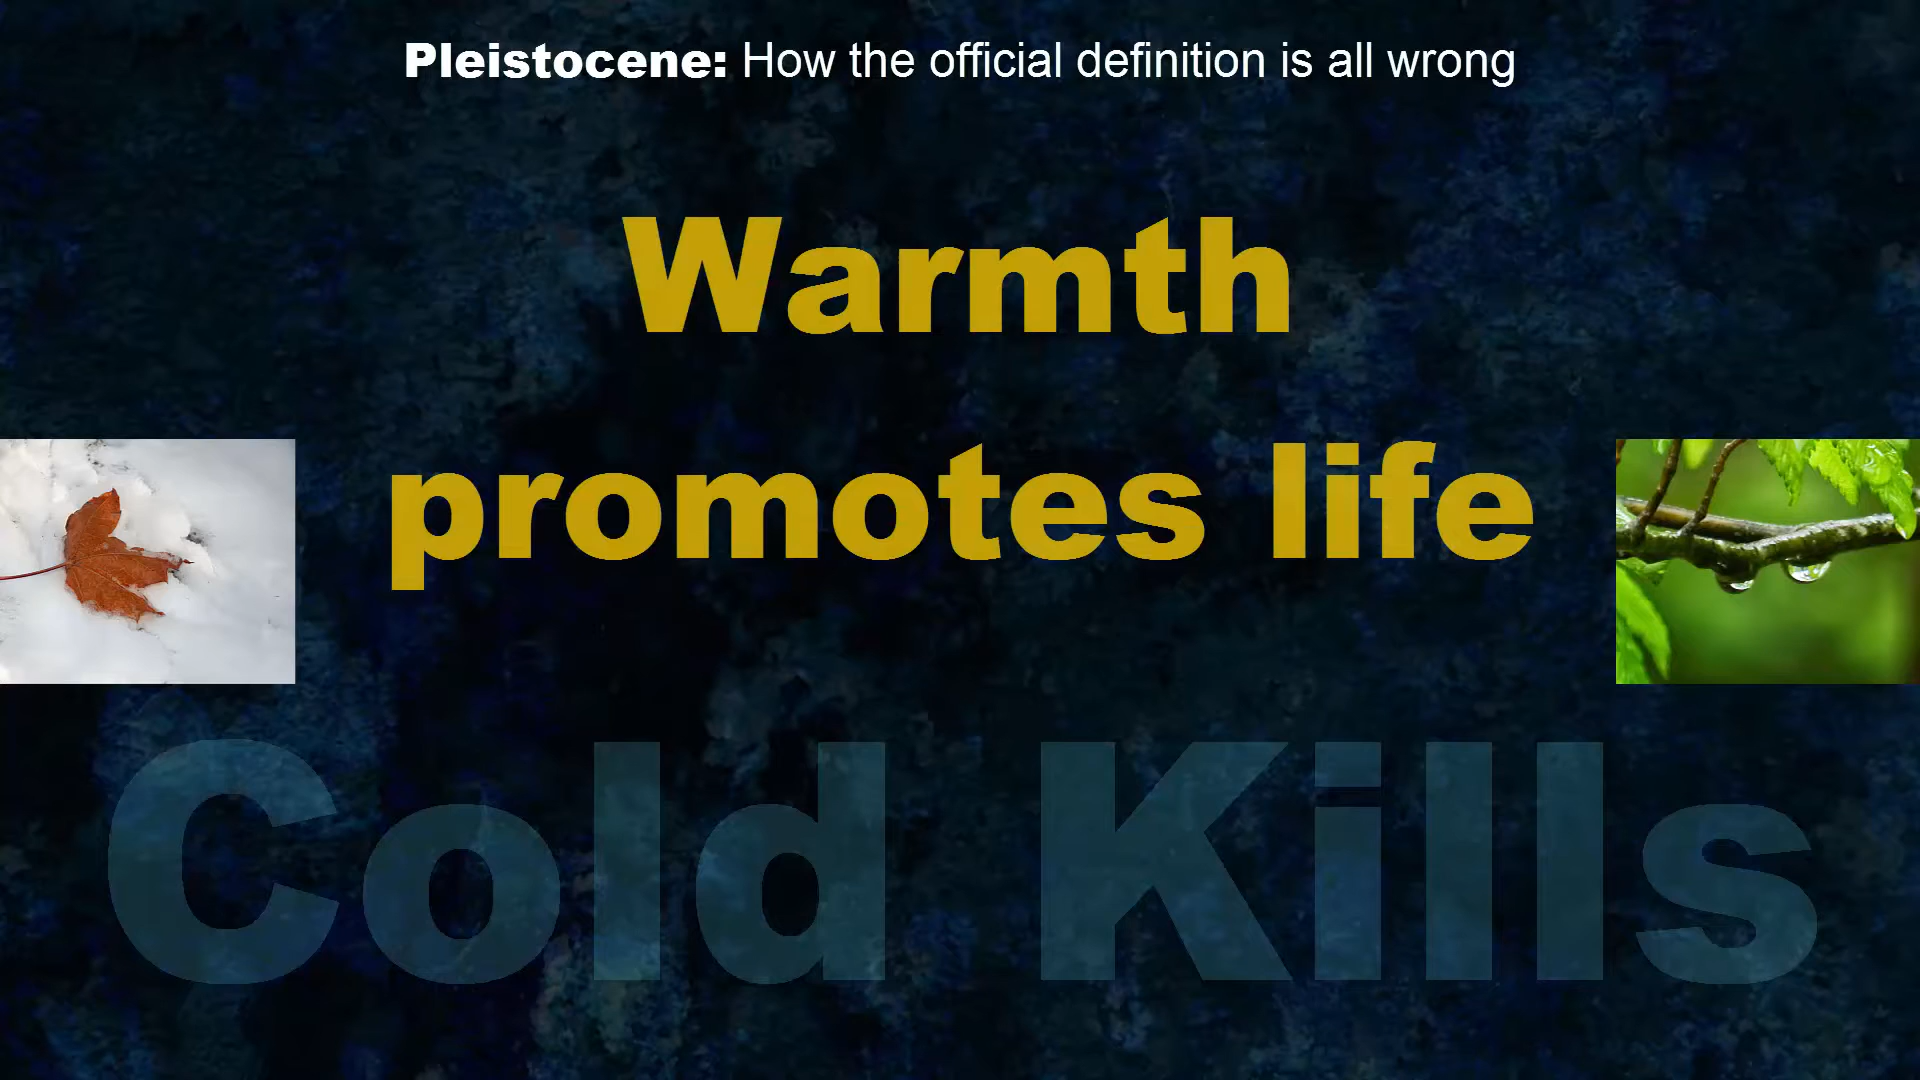 Pleistocene: How the official definition is all wrong
Warmth
promotes life
Cold Kills